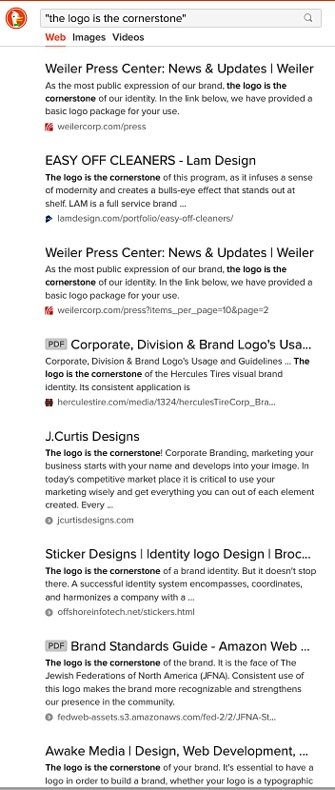 "the logo is the cornerstone"
Web Images Videos
Weiler Press Center: News & Updates | Weiler
As the most public expression of our brand, the logo is the
cornerstone of our identity. In the link below, we have provided a
basic logo package for your use.
weilercorp.com/press
EASY OFF CLEANERS - Lam Design
The logo is the cornerstone of this program, as it infuses a sense
of modernity and creates a bulls-eye effect that stands out at
shelf. LAM is a full service brand ...
lamdesign.com/portfolio/easy-off-cleaners/
Weiler Press Center: News & Updates | Weiler
As the most public expression of our brand, the logo is the
cornerstone of our identity. In the link below, we have provided a
basic logo package for your use.
weilercorp.com/press?items_per_page=10&page=2
PDF Corporate, Division & Brand Logo's Usa...
Corporate, Division & Brand Logo's Usage and Guidelines ... The
logo is the cornerstone of the Hercules Tires visual brand
identity. Its consistent application is
herculestire.com/media/1324/herculesTireCorp_Bra...
J.Curtis Designs
The logo is the cornerstone! Corporate Branding, marketing your
business starts with your name and develops into your image. In
today's competitive market place it is critical to use your
marketing wisely and get everything you can out of each element
created. Every ...
jcurtisdesigns.com
Sticker Designs | Identity logo Design | Broc...
The logo is the cornerstone of a brand identity. But it doesn't stop
there. A successful identity system encompasses, coordinates,
and harmonizes a company with a ...
offshoreinfotech.net/stickers.html
PDF Brand Standards Guide - Amazon Web ...
The logo is the cornerstone of the brand. It is the face of The
Jewish Federations of North America (JFNA). Consistent use of
this logo makes the brand more recognizable and strengthens
our presence in the community.
fedweb-assets.s3.amazonaws.com/fed-2/2/JFNA-St...
Awake Media | Design, Web Development, ...
The logo is the cornerstone of your brand. It's essential to have a
logo in order to build a brand, whether your logo is a typographic